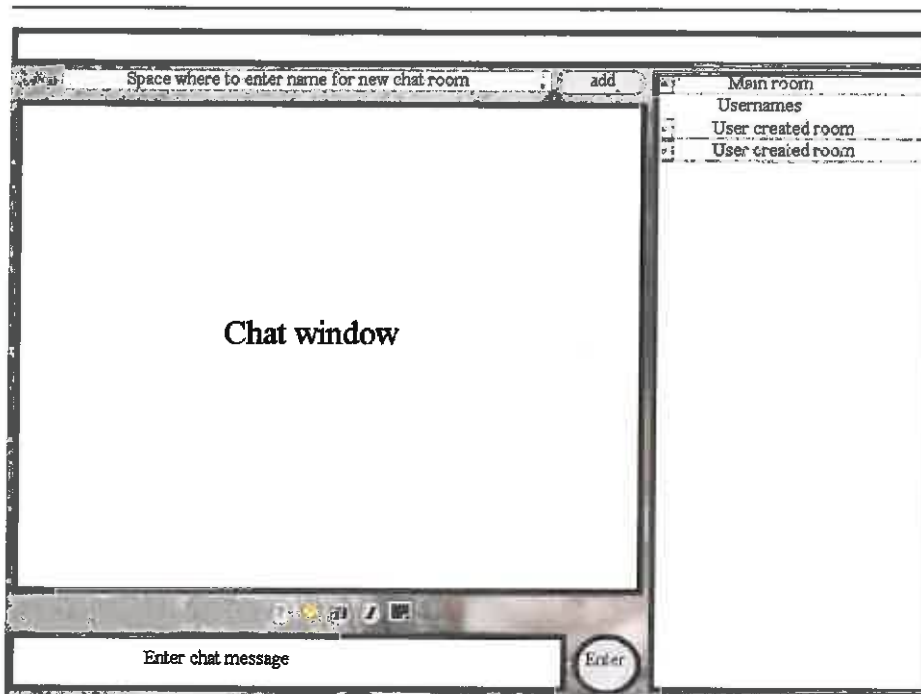 Space where to enter name for new chat room
add
Main room
Usernames
User created room
User created room
Chat window
Enter chat message
Enter